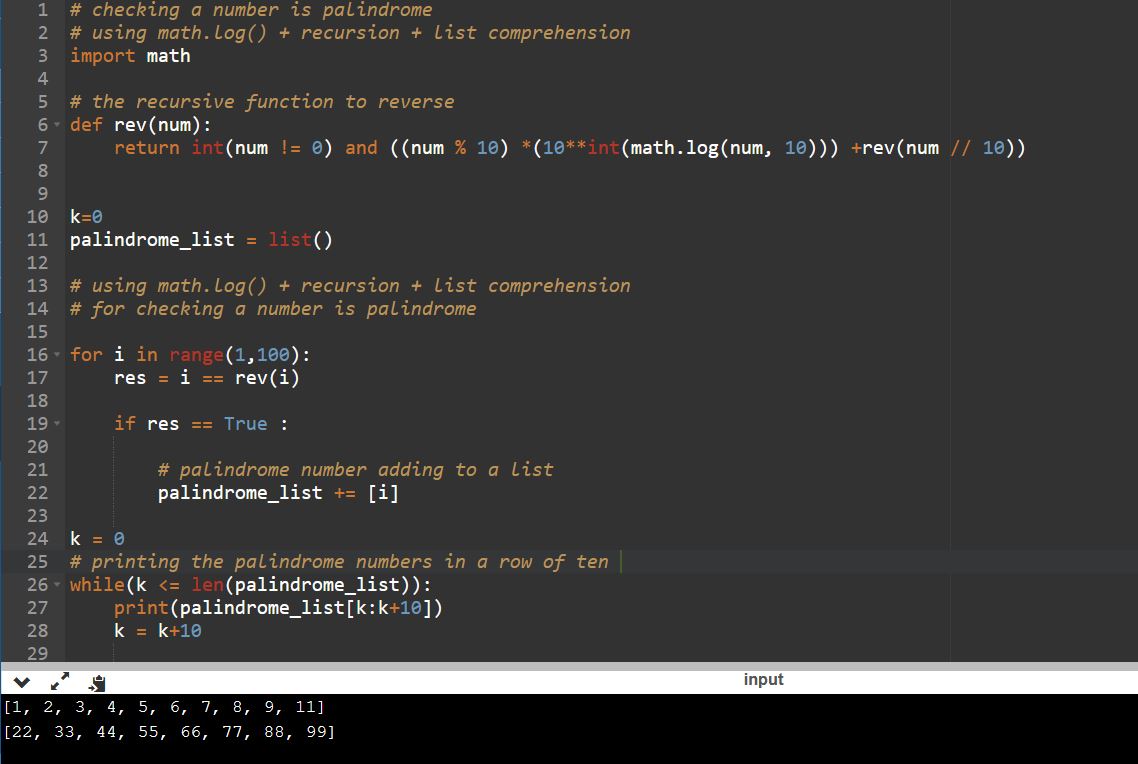 1 # checking a number is palindrome
2 # using math.log() + recursion + list comprehension
3 import math
4
5 # the recursive function to reverse
6 def rev(num):
7     return int(num != 0) and ((num % 10) *(10**int(math.log(num, 10))) +rev(num // 10))
8
9
10 k=0
11 palindrome_list = list()
12
13 # using math.log() + recursion + list comprehension
14 # for checking a number is palindrome
15
16 for i in range(1,100):
17     res = i == rev(i)
18
19     if res == True :
20
21         # palindrome number adding to a list
22         palindrome_list += [i]
23
24 k = 0
25 # printing the palindrome numbers in a row of ten
26 while(k <= len(palindrome_list)):
27     print(palindrome_list[k:k+10])
28     k = k+10
29
input
[1, 2, 3, 4, 5, 6, 7, 8, 9, 11]
[22, 33, 44, 55, 66, 77, 88, 99]